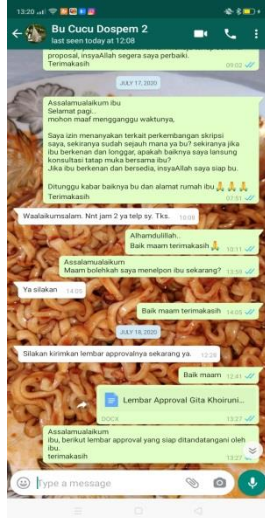 13:20
Bu Cucu Dospem 2
last seen today at 12:08
proposal, insyaAllah segera saya perbaiki.
Terimakasih
09:02
JULY 17, 2020
Assalamualaikum ibu
Selamat pagi..
mohon maaf mengganggu waktunya,
Saya izin menanyakan terkait perkembangan skripsi
saya, sekiranya sudah sejauh mana ya bu? sekiranya jika
ibu berkenan dan longgar, apakah baiknya saya lansung
konsultasi tatap muka bersama ibu?
Jika ibu berkenan dan bersedia, insyaAllah saya siap bu.
Ditunggu kabar baiknya bu dan alamat rumah ibu🙏🙏🙏
Terimakasih
07:51
Waalaikumsalam. Nnt jam 2 ya telp sy. Tks.
10:09
Alhamdulillah..
Baik maam terimakasih🙏
10:11
Assalamualaikum
Maam bolehkah saya menelpon ibu sekarang?
13:58
Ya silakan
14:05
Baik maam terimakasih
14:05
JULY 18, 2020
Silakan kirimkan lembar approvalnya sekarang ya.
12:28
Baik maam
12:41
Lembar Approval Gita Khoiruni...
DOCX
13:27
Assalamualaikum
ibu, berikut lembar approval yang siap ditandatangani oleh
ibu.
terimakasih
13:27
Type a message